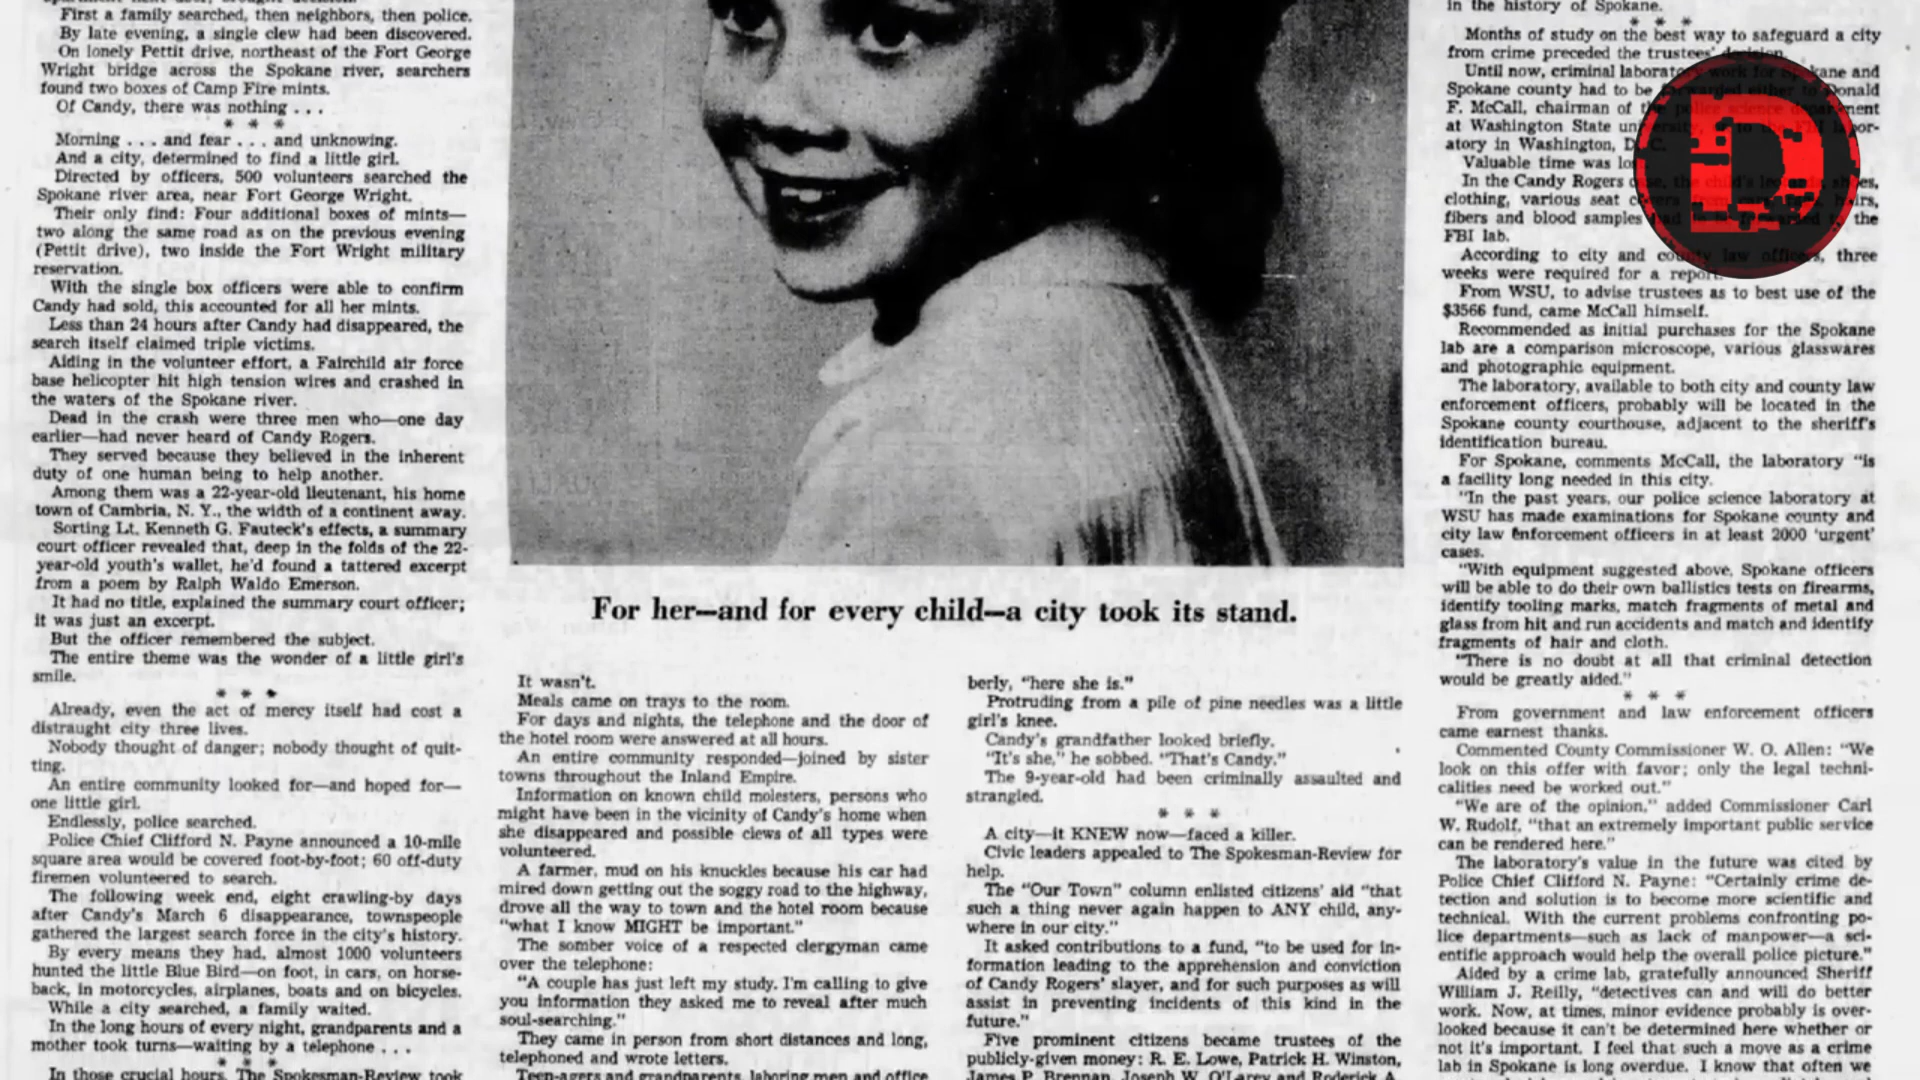 First a family searched, then neighbors, then police.
By late evening, a single clew had been discovered.
On lonely Pettit drive, northeast of the Fort George
Wright bridge across the Spokane river, searchers
found two boxes of Camp Fire mints.
Of Candy, there was nothing . . .
* * *
Morning . . . and fear . . . and unknowing.
And a city, determined to find a little girl.
Directed by officers, 500 volunteers searched the
Spokane river area, near Fort George Wright.
Their only find: Four additional boxes of mints—
two along the same road as on the previous evening
(Pettit drive), two inside the Fort Wright military
reservation.
With the single box officers were able to confirm
Candy had sold, this accounted for all her mints.
Less than 24 hours after Candy had disappeared, the
search itself claimed triple victims.
Aiding in the volunteer effort, a Fairchild air force
base helicopter hit high tension wires and crashed in
the waters of the Spokane river.
Dead in the crash were three men who—one day
earlier—had never heard of Candy Rogers.
They served because they believed in the inherent
duty of one human being to help another.
Among them was a 22-year-old lieutenant, his home
town of Cambria, N. Y., the width of a continent away.
Sorting Lt. Kenneth G. Fauteck's effects, a summary
court officer revealed that, deep in the folds of the 22-
year-old youth's wallet, he'd found a tattered excerpt
from a poem by Ralph Waldo Emerson.
It had no title, explained the summary court officer;
it was just an excerpt.
But the officer remembered the subject.
The entire theme was the wonder of a little girl's
smile.
* * *
Already, even the act of mercy itself had cost a
distraught city three lives.
Nobody thought of danger; nobody thought of quit-
ting.
An entire community looked for—and hoped for—
one little girl.
Endlessly, police searched.
Police Chief Clifford N. Payne announced a 10-mile
square area would be covered foot-by-foot; 60 off-duty
firemen volunteered to search.
The following week end, eight crawling-by days
after Candy's March 6 disappearance, townspeople
gathered the largest search force in the city's history.
By every means they had, almost 1000 volunteers
hunted the little Blue Bird—on foot, in cars, on horse-
back, in motorcycles, airplanes, boats and on bicycles.
While a city searched, a family waited.
In the long hours of every night, grandparents and a
mother took turns—waiting by a telephone . . .
* * *
In those crucial hours, The Spokesman-Review took
For her—and for every child—a city took its stand.
It wasn't.
Meals came on trays to the room.
For days and nights, the telephone and the door of
the hotel room were answered at all hours.
An entire community responded—joined by sister
towns throughout the Inland Empire.
Information on known child molesters, persons who
might have been in the vicinity of Candy's home when
she disappeared and possible clews of all types were
volunteered.
A farmer, mud on his knuckles because his car had
mired down getting out the soggy road to the highway,
drove all the way to town and the hotel room because
"what I know MIGHT be important."
The somber voice of a respected clergyman came
over the telephone:
"A couple has just left my study. I'm calling to give
you information they asked me to reveal after much
soul-searching."
They came in person from short distances and long,
telephoned and wrote letters.
Teen-agers and grandparents, laboring men and office
berly, "here she is."
Protruding from a pile of pine needles was a little
girl's knee.
Candy's grandfather looked briefly.
"It's she," he sobbed. "That's Candy."
The 9-year-old had been criminally assaulted and
strangled.
* * *
A city—it KNEW now—faced a killer.
Civic leaders appealed to The Spokesman-Review for
help.
The "Our Town" column enlisted citizens' aid "that
such a thing never again happen to ANY child, any-
where in our city."
It asked contributions to a fund, "to be used for in-
formation leading to the apprehension and conviction
of Candy Rogers' slayer, and for such purposes as will
assist in preventing incidents of this kind in the
future."
Five prominent citizens became trustees of the
publicly-given money: R. E. Lowe, Patrick H. Winston,
James P. Brennan, Joseph W. O'Larey and Roderick A.
in the history of Spokane.
* * *
Months of study on the best way to safeguard a city
from crime preceded the trustees' decision.
Until now, criminal laboratory work for Spokane and
Spokane county had to be forwarded either to Donald
F. McCall, chairman of the police science department
at Washington State university, or to the FBI labor-
atory in Washington, D. C.
Valuable time was lo
In the Candy Rogers case, the child's leg and shoes,
clothing, various seat covers from cars, hairs,
fibers and blood samples had to be forwarded to the
FBI lab.
According to city and county law officers, three
weeks were required for a report.
From WSU, to advise trustees as to best use of the
$3566 fund, came McCall himself.
Recommended as initial purchases for the Spokane
lab are a comparison microscope, various glasswares
and photographic equipment.
The laboratory, available to both city and county law
enforcement officers, probably will be located in the
Spokane county courthouse, adjacent to the sheriff's
identification bureau.
For Spokane, comments McCall, the laboratory "is
a facility long needed in this city.
"In the past years, our police science laboratory at
WSU has made examinations for Spokane county and
city law enforcement officers in at least 2000 'urgent'
cases.
"With equipment suggested above, Spokane officers
will be able to do their own ballistics tests on firearms,
identify tooling marks, match fragments of metal and
glass from hit and run accidents and match and identify
fragments of hair and cloth.
"There is no doubt at all that criminal detection
would be greatly aided."
* * *
From government and law enforcement officers
came earnest thanks.
Commented County Commissioner W. O. Allen: "We
look on this offer with favor; only the legal techni-
calities need be worked out."
"We are of the opinion," added Commissioner Carl
W. Rudolf, "that an extremely important public service
can be rendered here."
The laboratory's value in the future was cited by
Police Chief Clifford N. Payne: "Certainly crime de-
tection and solution is to become more scientific and
technical. With the current problems confronting po-
lice departments—such as lack of manpower—a sci-
entific approach would help the overall police picture."
Aided by a crime lab, gratefully announced Sheriff
William J. Reilly, "detectives can and will do better
work. Now, at times, minor evidence probably is over-
looked because it can't be determined here whether or
not it's important. I feel that such a move as a crime
lab in Spokane is long overdue. I know that often we
D